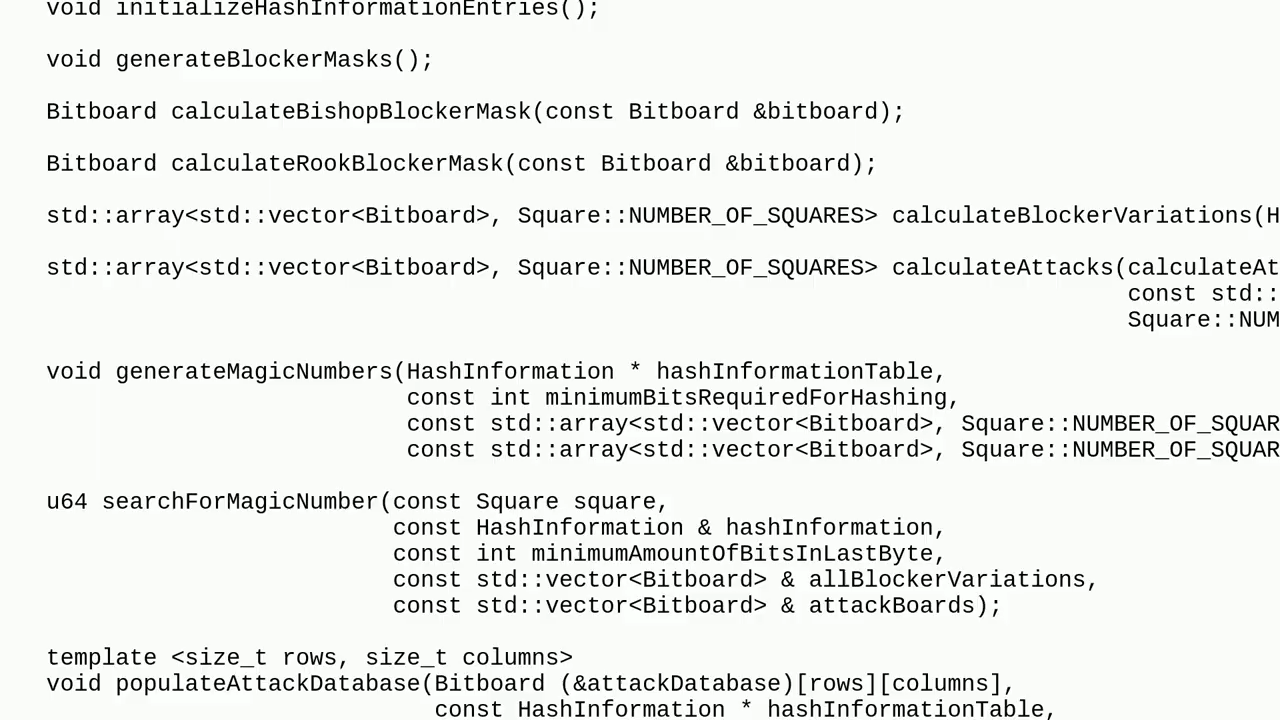 void initializeHashInformationEntries();
void generateBlockerMasks();
Bitboard calculateBishopBlockerMask(const Bitboard &bitboard);
Bitboard calculateRookBlockerMask(const Bitboard &bitboard);
std::array<std::vector<Bitboard>, Square::NUMBER_OF_SQUARES> calculateBlockerVariations(H
std::array<std::vector<Bitboard>, Square::NUMBER_OF_SQUARES> calculateAttacks(calculateAt
const std::
Square::NUM
void generateMagicNumbers(HashInformation * hashInformationTable,
const int minimumBitsRequiredForHashing,
const std::array<std::vector<Bitboard>, Square::NUMBER_OF_SQUAR
const std::array<std::vector<Bitboard>, Square::NUMBER_OF_SQUAR
u64 searchForMagicNumber(const Square square,
const HashInformation & hashInformation,
const int minimumAmountOfBitsInLastByte,
const std::vector<Bitboard> & allBlockerVariations,
const std::vector<Bitboard> & attackBoards);
template <size_t rows, size_t columns>
void populateAttackDatabase(Bitboard (&attackDatabase)[rows][columns],
const HashInformation * hashInformationTable,